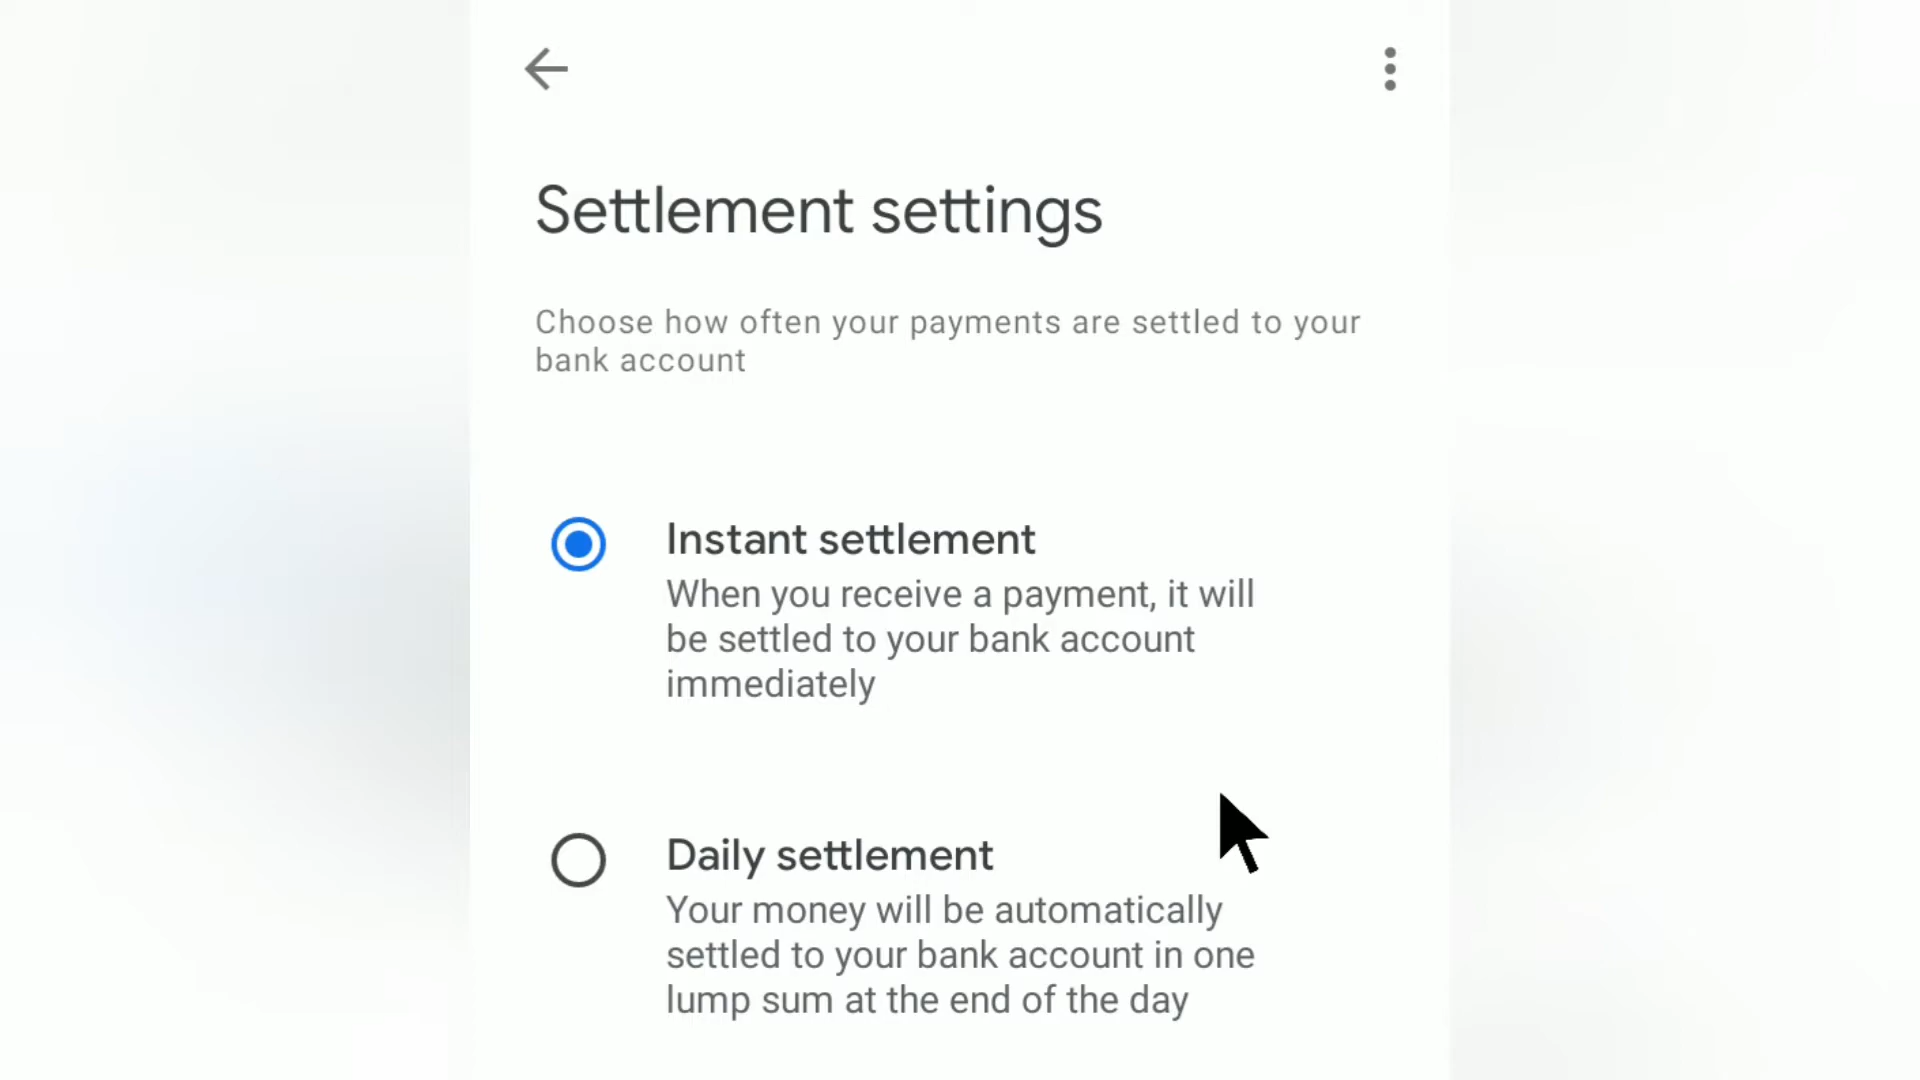 Settlement settings
Choose how often your payments are settled to your
bank account
Instant settlement
When you receive a payment, it will
be settled to your bank account
immediately
Daily settlement
Your money will be automatically
settled to your bank account in one
lump sum at the end of the day